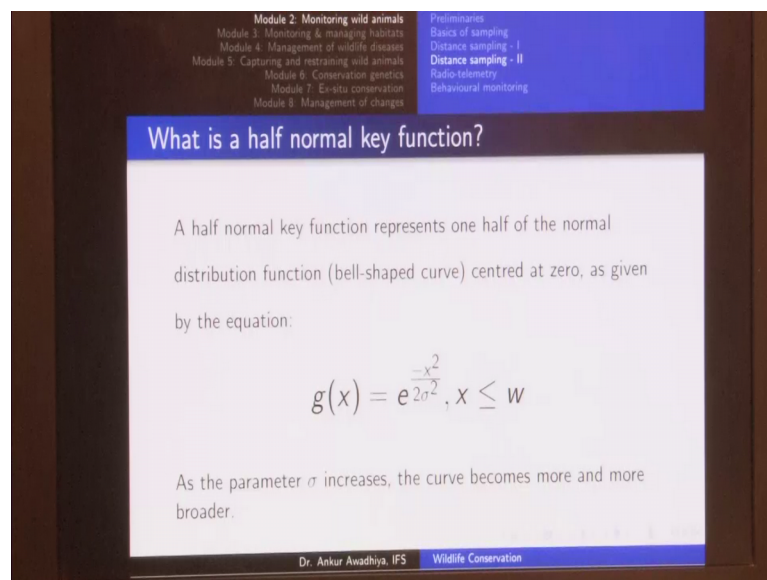 Module 2: Monitoring wild animals
Module 3: Monitoring & managing habitats
Module 4: Management of wildlife diseases
Module 5: Capturing and restraining wild animals
Module 6: Conservation genetics
Module 7: Ex-situ conservation
Module 8: Management of changes
Preliminaries
Basics of sampling
Distance sampling - I
Distance sampling - II
Radio-telemetry
Behavioural monitoring
What is a half normal key function?
A half normal key function represents one half of the normal
distribution function (bell-shaped curve) centred at zero, as given
by the equation:
g(x) = e^{\frac{-x^2}{2σ^2}}, x ≤ w
As the parameter σ increases, the curve becomes more and more
broader.
Dr. Ankur Awadhiya, IFS
Wildlife Conservation